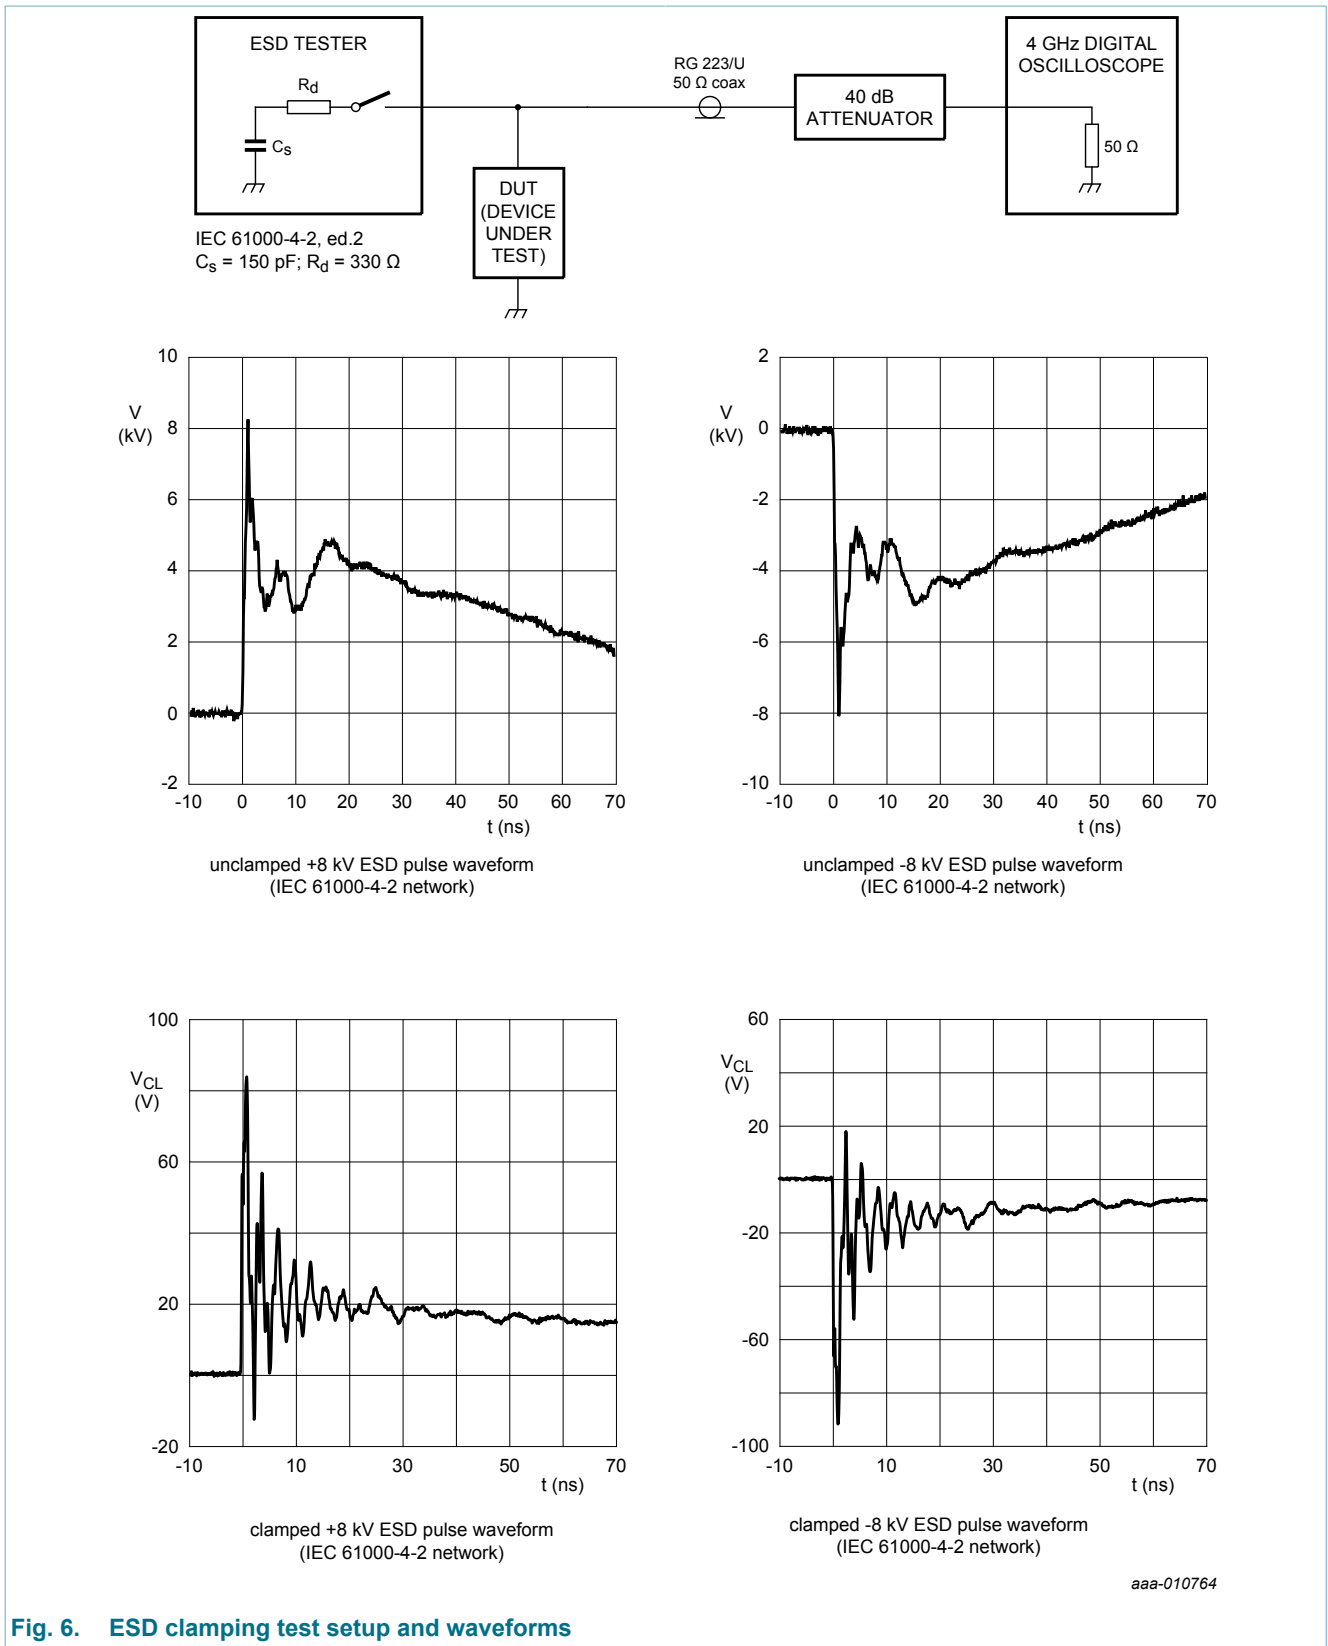 ESD TESTER
Rd
Cs
IEC 61000-4-2, ed.2
Cs = 150 pF; Rd = 330 Ω
DUT
(DEVICE
UNDER
TEST)
RG 223/U
50 Ω coax
40 dB
ATTENUATOR
4 GHz DIGITAL
OSCILLOSCOPE
50 Ω
V
(kV)
10
8
6
4
2
0
-2
-10 0 10 20 30 40 50 60 70
t (ns)
unclamped +8 kV ESD pulse waveform
(IEC 61000-4-2 network)
V
(kV)
2
0
-2
-4
-6
-8
-10
-10 0 10 20 30 40 50 60 70
t (ns)
unclamped -8 kV ESD pulse waveform
(IEC 61000-4-2 network)
VCL
(V)
100
60
20
-20
-10 10 30 50 70
t (ns)
clamped +8 kV ESD pulse waveform
(IEC 61000-4-2 network)
VCL
(V)
60
20
-20
-60
-100
-10 10 30 50 70
t (ns)
clamped -8 kV ESD pulse waveform
(IEC 61000-4-2 network)
aaa-010764
Fig. 6. ESD clamping test setup and waveforms